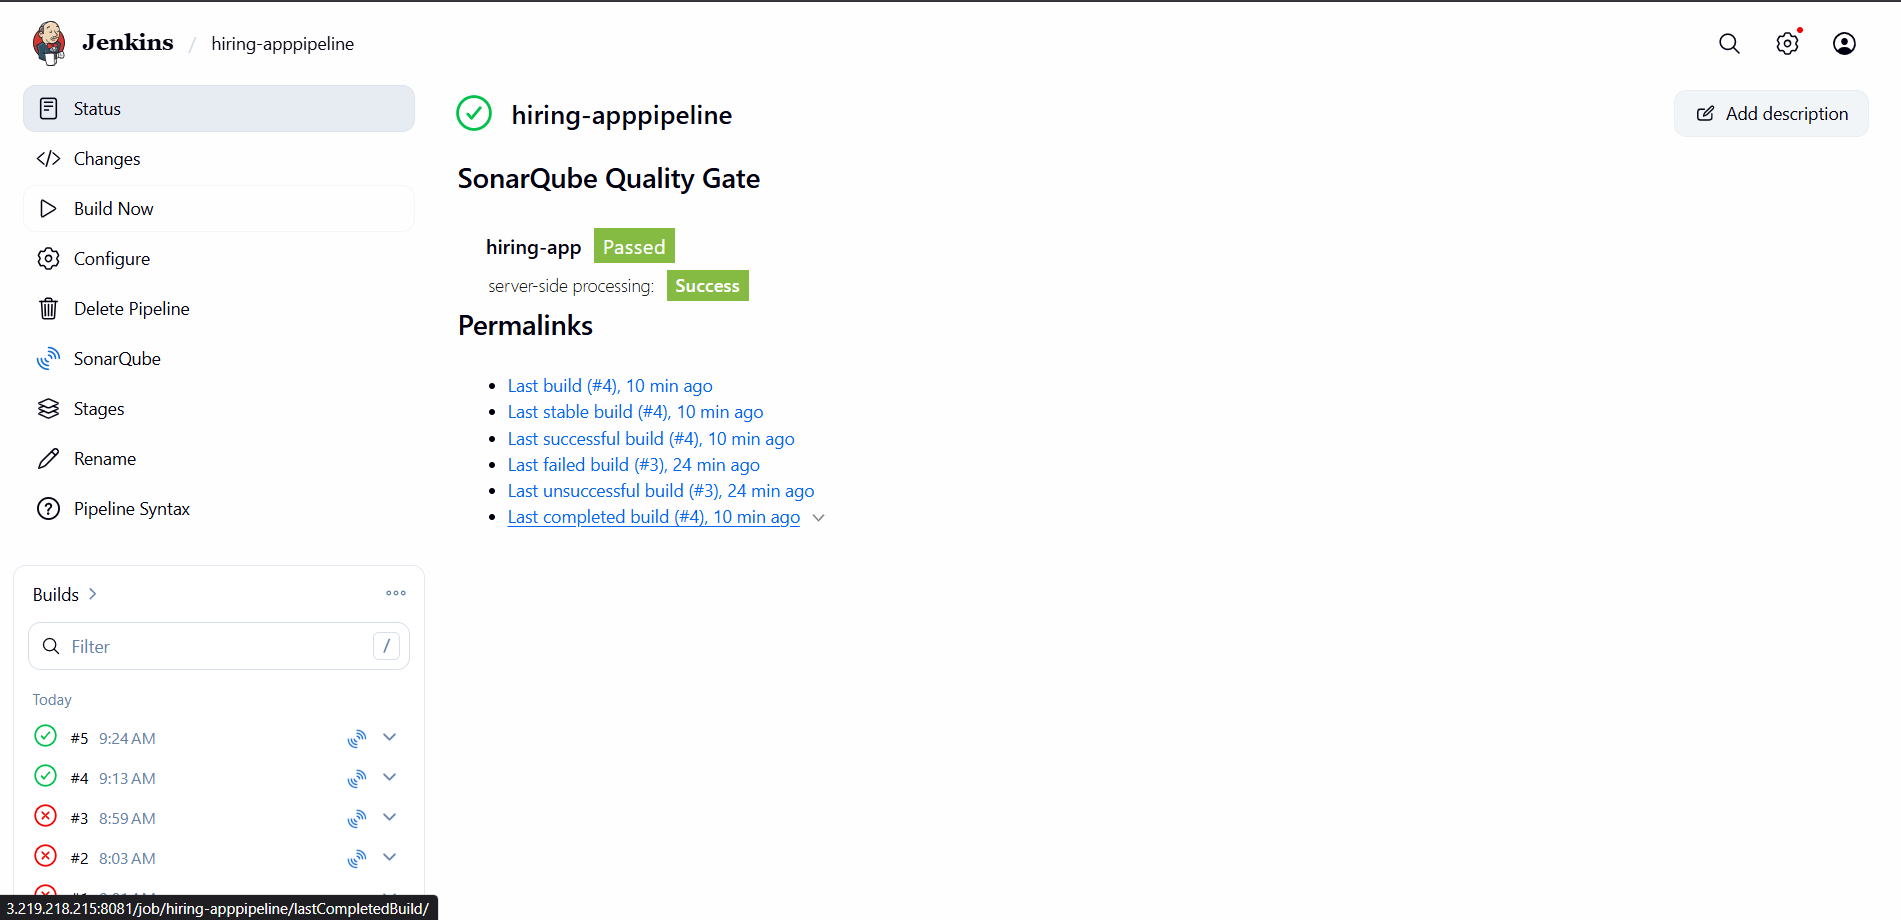 Jenkins / hiring-apppipeline
Status
Changes
Build Now
Configure
Delete Pipeline
SonarQube
Stages
Rename
Pipeline Syntax
Builds
Filter /
Today
#5 9:24 AM
#4 9:13 AM
#3 8:59 AM
#2 8:03 AM
3.219.218.215:8081/job/hiring-apppipeline/lastCompletedBuild/
hiring-apppipeline
Add description
SonarQube Quality Gate
hiring-app Passed
server-side processing: Success
Permalinks
Last build (#4), 10 min ago
Last stable build (#4), 10 min ago
Last successful build (#4), 10 min ago
Last failed build (#3), 24 min ago
Last unsuccessful build (#3), 24 min ago
Last completed build (#4), 10 min ago